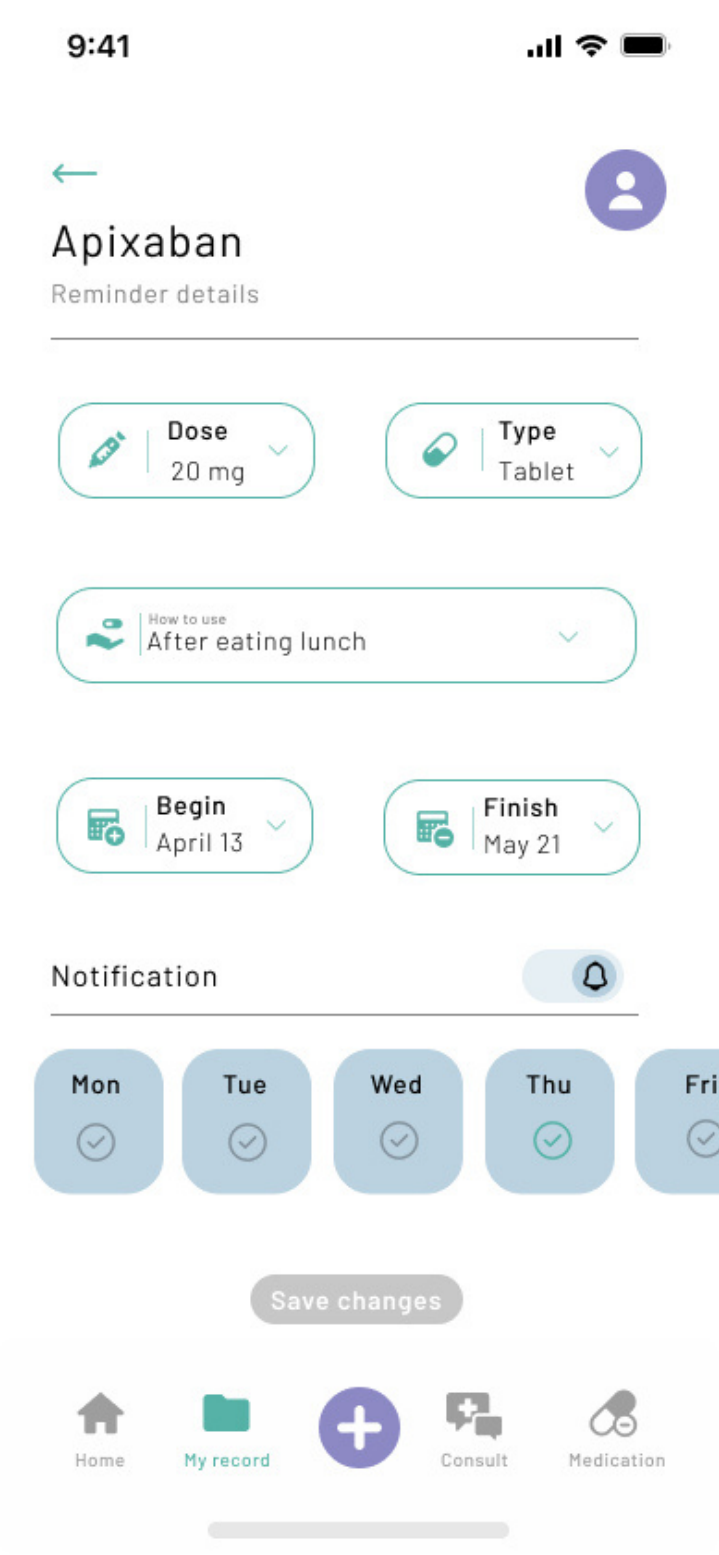 9:41
Apixaban
Reminder details
Dose
20 mg
Type
Tablet
How to use
After eating lunch
Begin
April 13
Finish
May 21
Notification
Mon Tue Wed Thu Fri
Save changes
Home My record Consult Medication